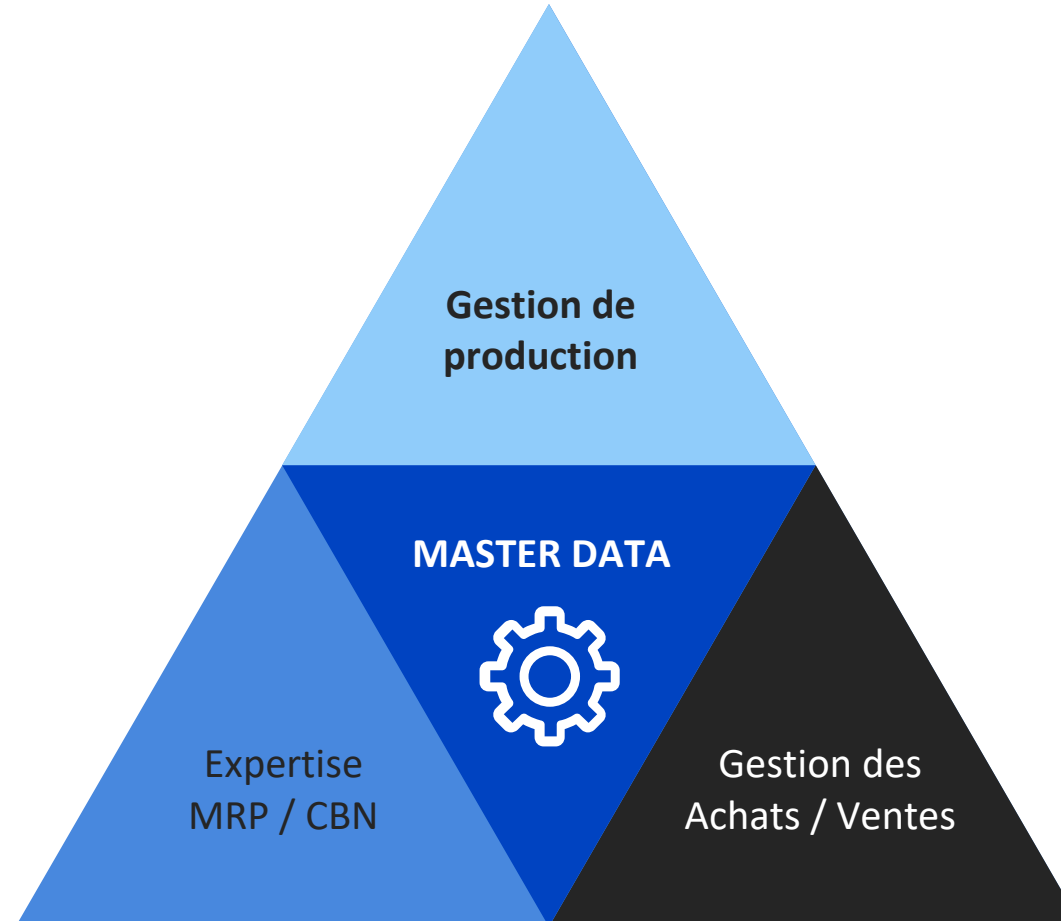 Gestion de
production
MASTER DATA
Expertise
MRP / CBN
Gestion des
Achats / Ventes